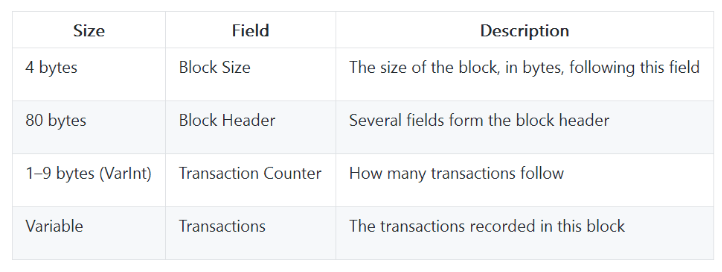 Size Field Description
4 bytes Block Size The size of the block, in bytes, following this field
80 bytes Block Header Several fields form the block header
1–9 bytes (VarInt) Transaction Counter How many transactions follow
Variable Transactions The transactions recorded in this block